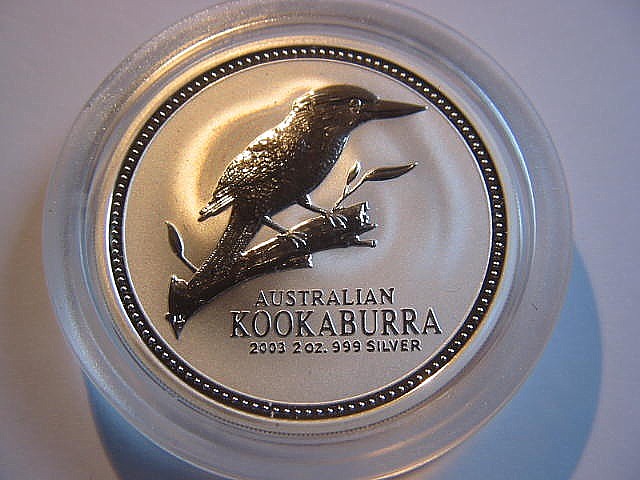 AUSTRALIAN
KOOKABURRA
2003 2 OZ. 999 SILVER